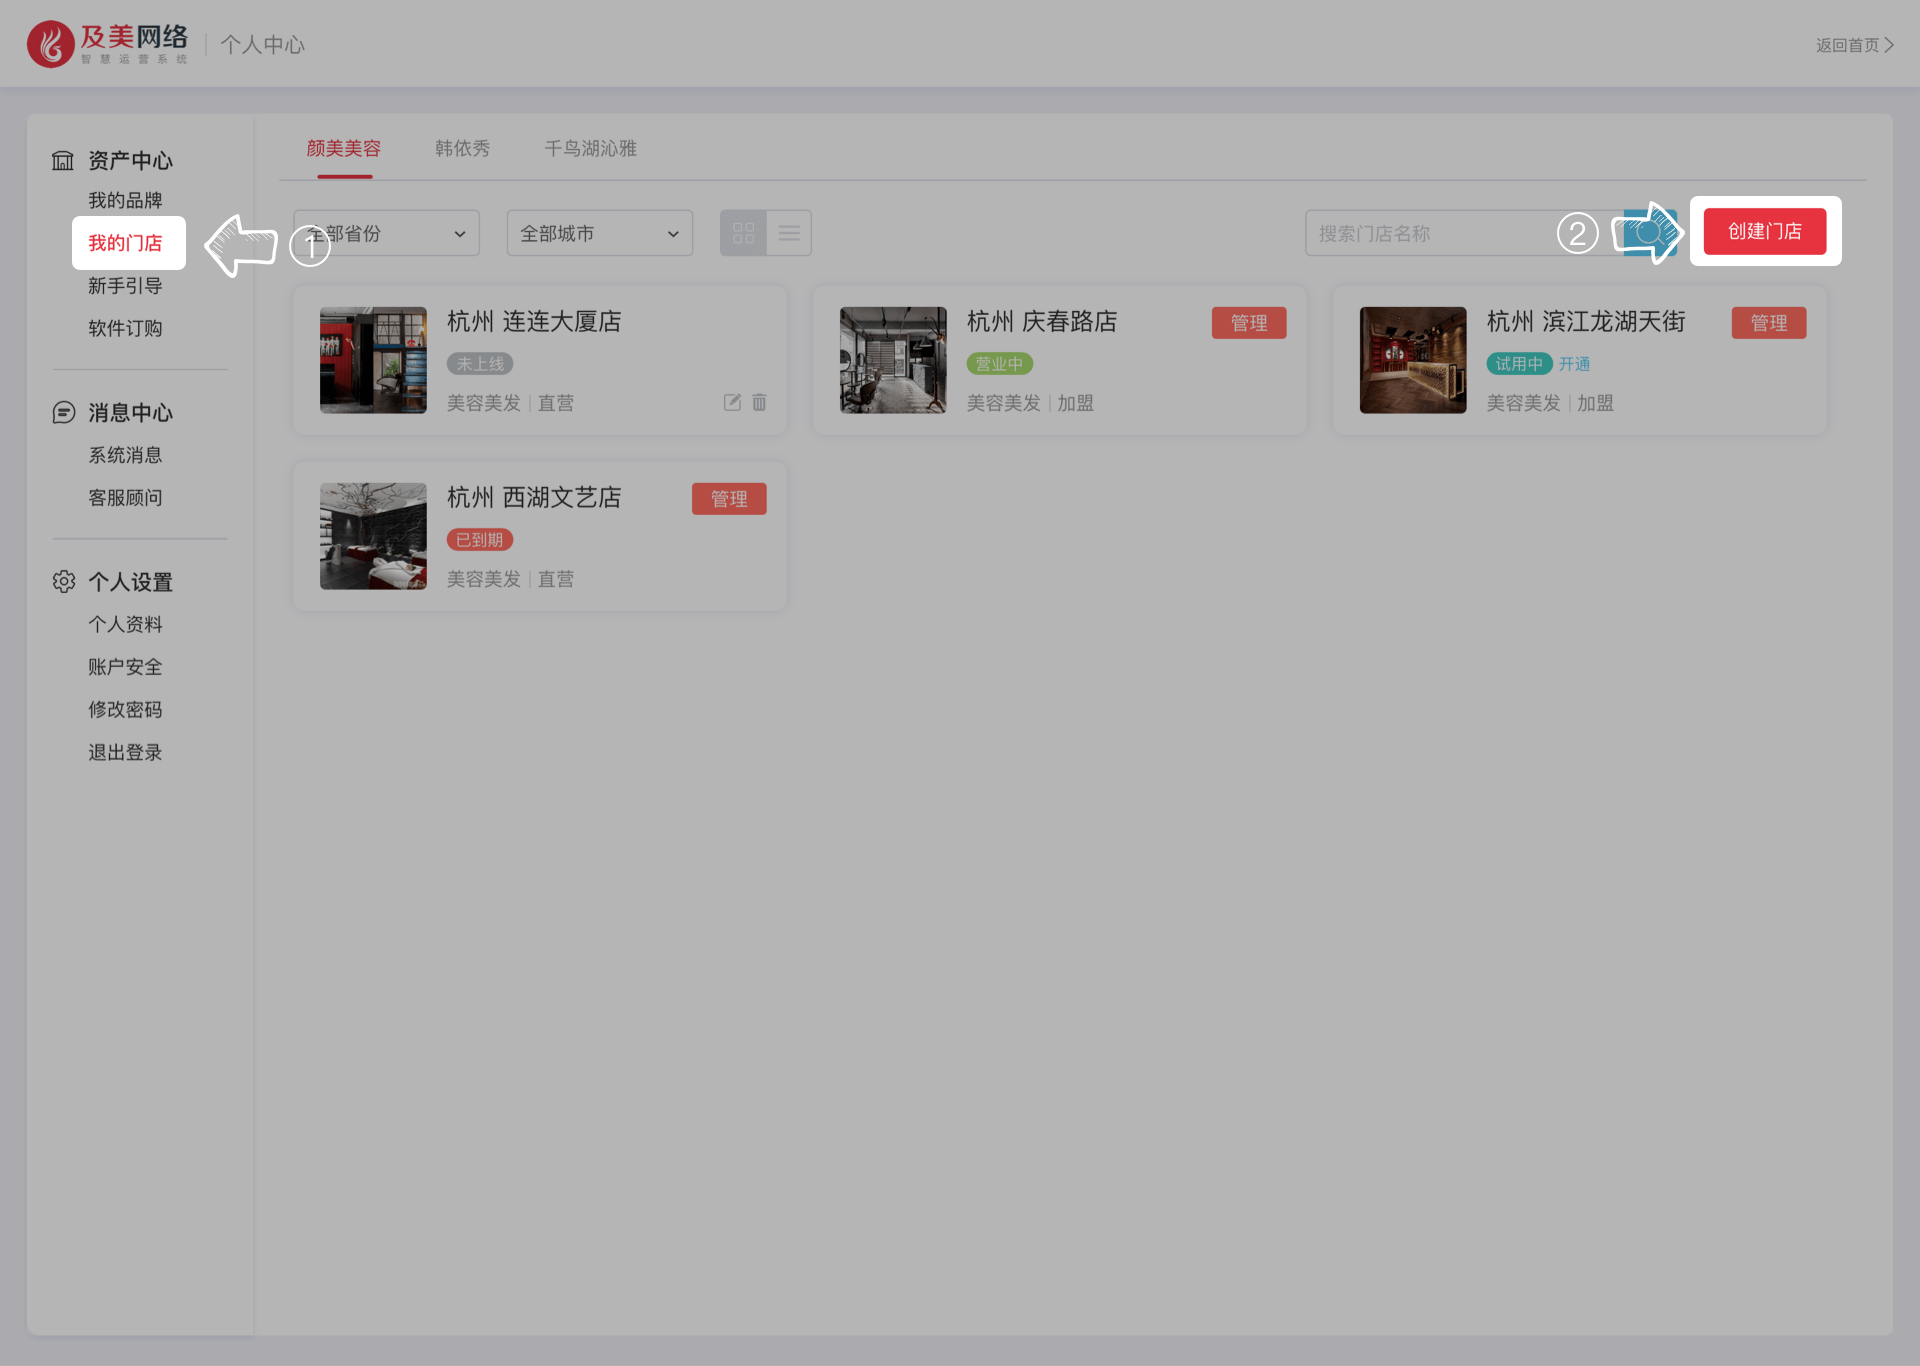 及美网络
智慧运营系统
个人中心
返回首页
资产中心
我的品牌
我的门店
新手引导
软件订购
消息中心
系统消息
客服顾问
个人设置
个人资料
账户安全
修改密码
退出登录
颜美美容 韩依秀 千鸟湖沁雅
①
全部省份 全部城市 搜索门店名称
②
创建门店
杭州 连连大厦店
未上线
美容美发 | 直营
杭州 庆春路店 管理
营业中
美容美发 | 加盟
杭州 滨江龙湖天街 管理
试用中 开通
美容美发 | 加盟
杭州 西湖文艺店 管理
已到期
美容美发 | 直营